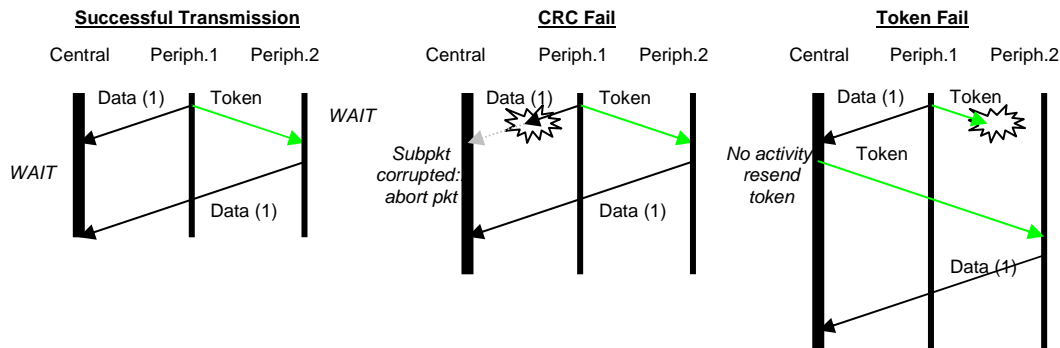 Successful Transmission
Central Periph.1 Periph.2
Data (1) Token
WAIT
Data (1)
CRC Fail
Central Periph.1 Periph.2
WAIT
Data (1) Token
Subpkt
corrupted:
abort pkt
Data (1)
Token Fail
Central Periph.1 Periph.2
Data (1) Token
No activity
resend
token
Token
Data (1)